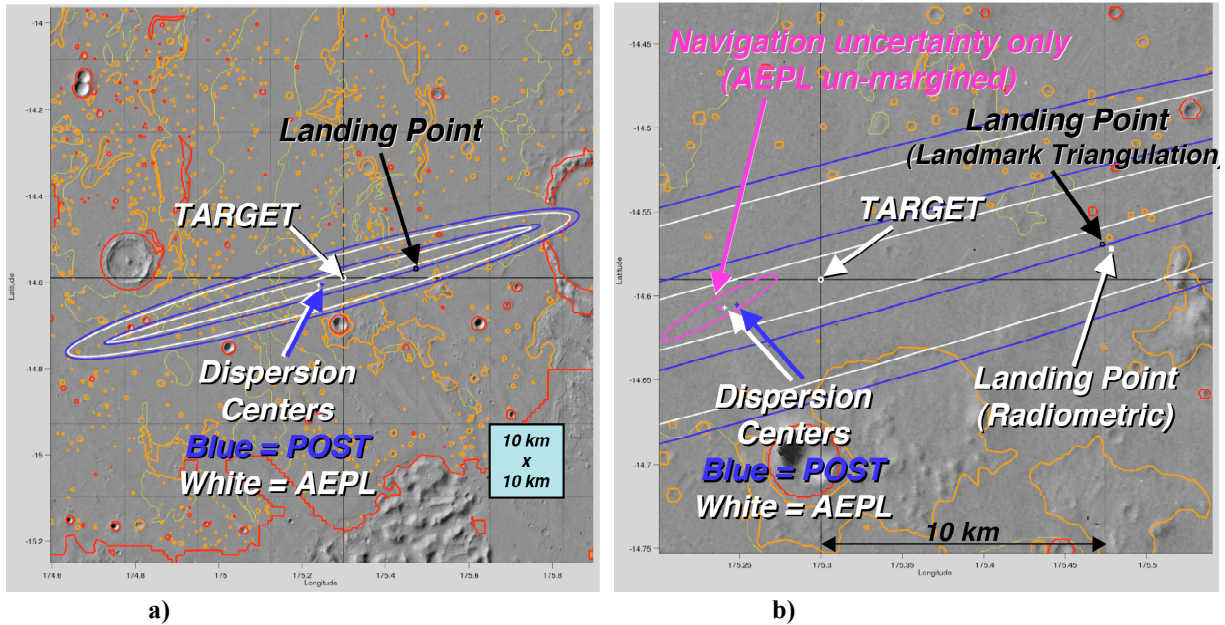 -14
-14.2
-14.4
-14.6
-14.8
-15
-15.2
Latitude
Landing Point
TARGET
Dispersion
Centers
Blue = POST
White = AEPL
10 km
x
10 km
174.6
174.8
175
175.2
175.4
175.6
175.8
Longitude
a)
-14.45
-14.5
-14.55
-14.6
-14.65
-14.7
-14.75
Latitude
Navigation uncertainty only
(AEPL un-margined)
Landing Point
(Landmark Triangulation)
TARGET
Dispersion
Centers
Blue = POST
White = AEPL
Landing Point
(Radiometric)
10 km
175.25
175.3
175.35
175.4
175.45
175.5
Longitude
b)